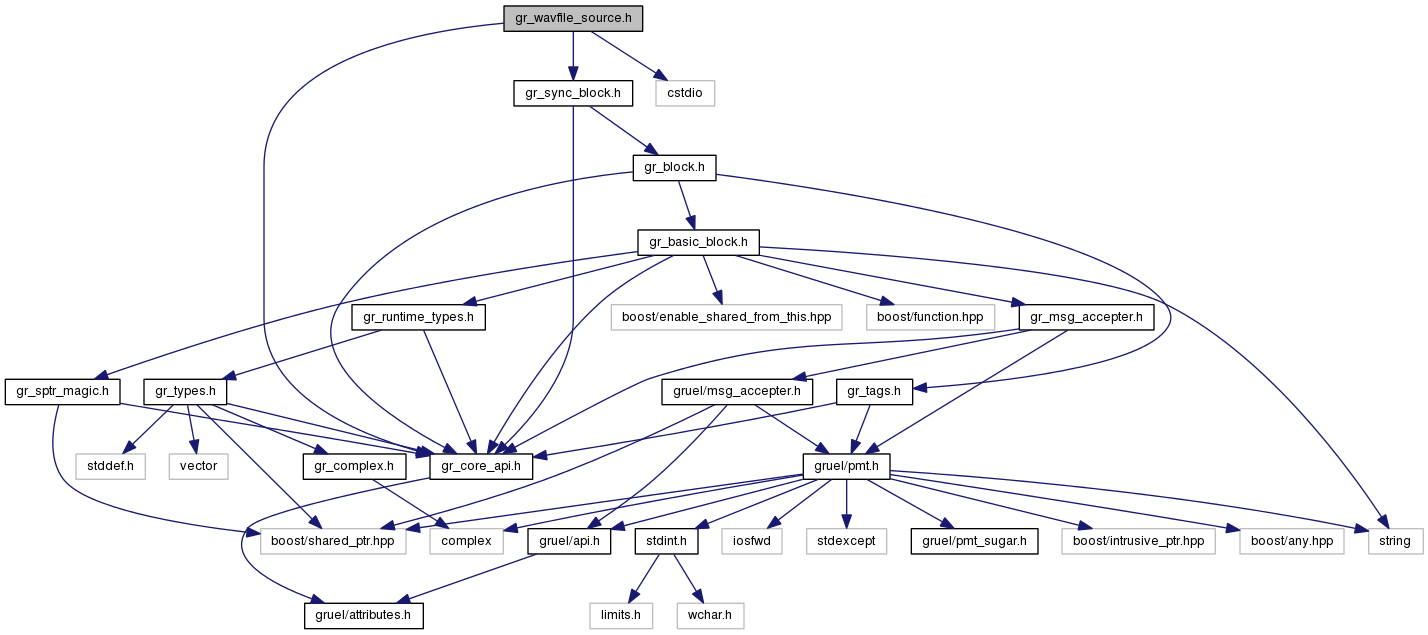 gr_wavfile_source.h
gr_sync_block.h
cstdio
gr_block.h
gr_basic_block.h
gr_runtime_types.h
boost/enable_shared_from_this.hpp
boost/function.hpp
gr_msg_accepter.h
gr_sptr_magic.h
gr_types.h
gruel/msg_accepter.h
gr_tags.h
stddef.h
vector
gr_complex.h
gr_core_api.h
gruel/pmt.h
boost/shared_ptr.hpp
complex
gruel/api.h
stdint.h
iosfwd
stdexcept
gruel/pmt_sugar.h
boost/intrusive_ptr.hpp
boost/any.hpp
string
gruel/attributes.h
limits.h
wchar.h